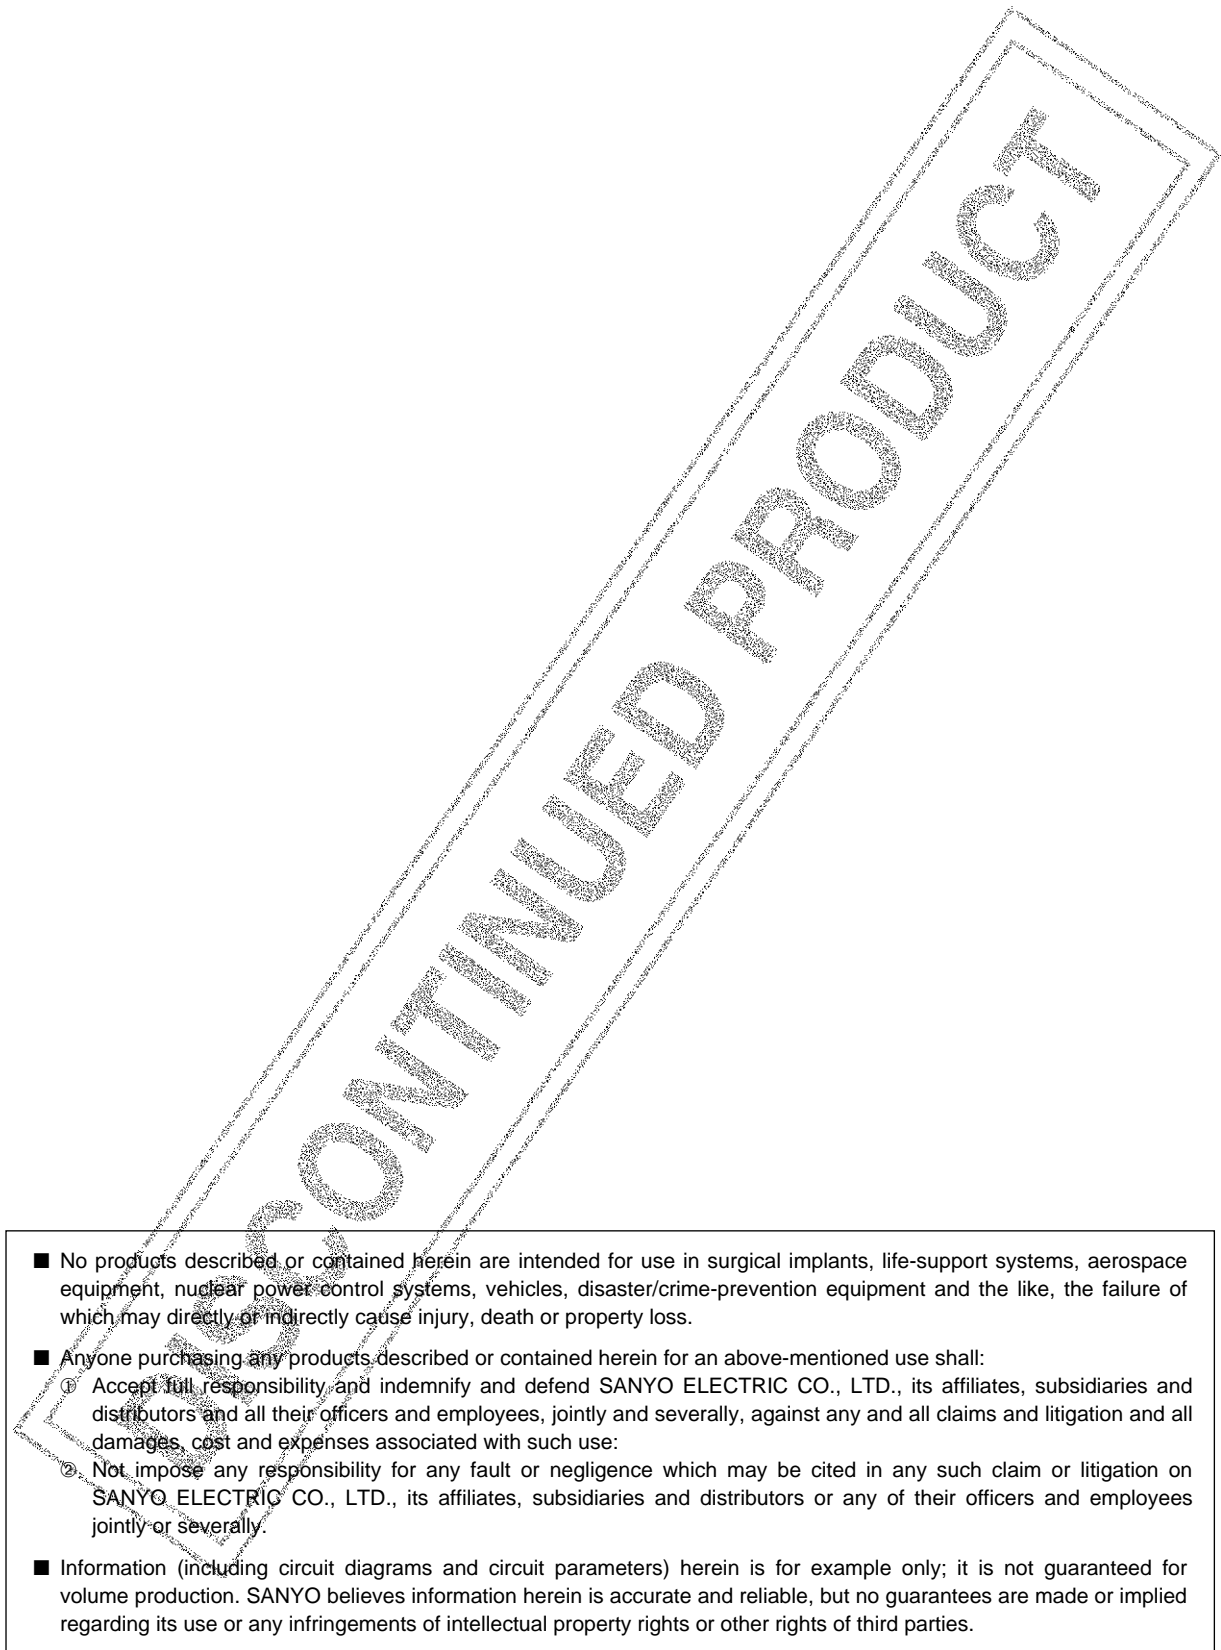 DISCONTINUED PRODUCT
■ No products described or contained herein are intended for use in surgical implants, life-support systems, aerospace
equipment, nuclear power control systems, vehicles, disaster/crime-prevention equipment and the like, the failure of
which may directly or indirectly cause injury, death or property loss.
■ Anyone purchasing any products described or contained herein for an above-mentioned use shall:
① Accept full responsibility and indemnify and defend SANYO ELECTRIC CO., LTD., its affiliates, subsidiaries and
distributors and all their officers and employees, jointly and severally, against any and all claims and litigation and all
damages, cost and expenses associated with such use:
② Not impose any responsibility for any fault or negligence which may be cited in any such claim or litigation on
SANYO ELECTRIC CO., LTD., its affiliates, subsidiaries and distributors or any of their officers and employees
jointly or severally.
■ Information (including circuit diagrams and circuit parameters) herein is for example only; it is not guaranteed for
volume production. SANYO believes information herein is accurate and reliable, but no guarantees are made or implied
regarding its use or any infringements of intellectual property rights or other rights of third parties.